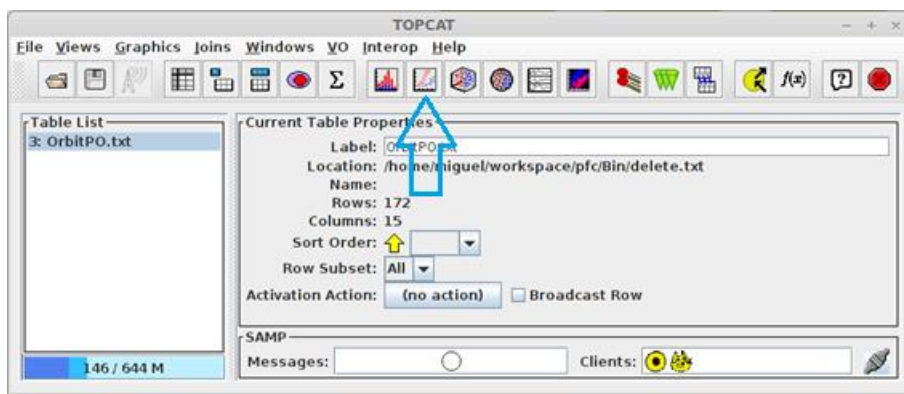 TOPCAT
File Views Graphics Joins Windows VO Interop Help
Σ f(x) ?
Table List
3: OrbitPO.txt
146 / 644 M
Current Table Properties
Label: OrbitPO.txt
Location: /home/miguel/workspace/pfc/Bin/delete.txt
Name:
Rows: 172
Columns: 15
Sort Order:
Row Subset: All
Activation Action: (no action) Broadcast Row
SAMP
Messages: Clients: